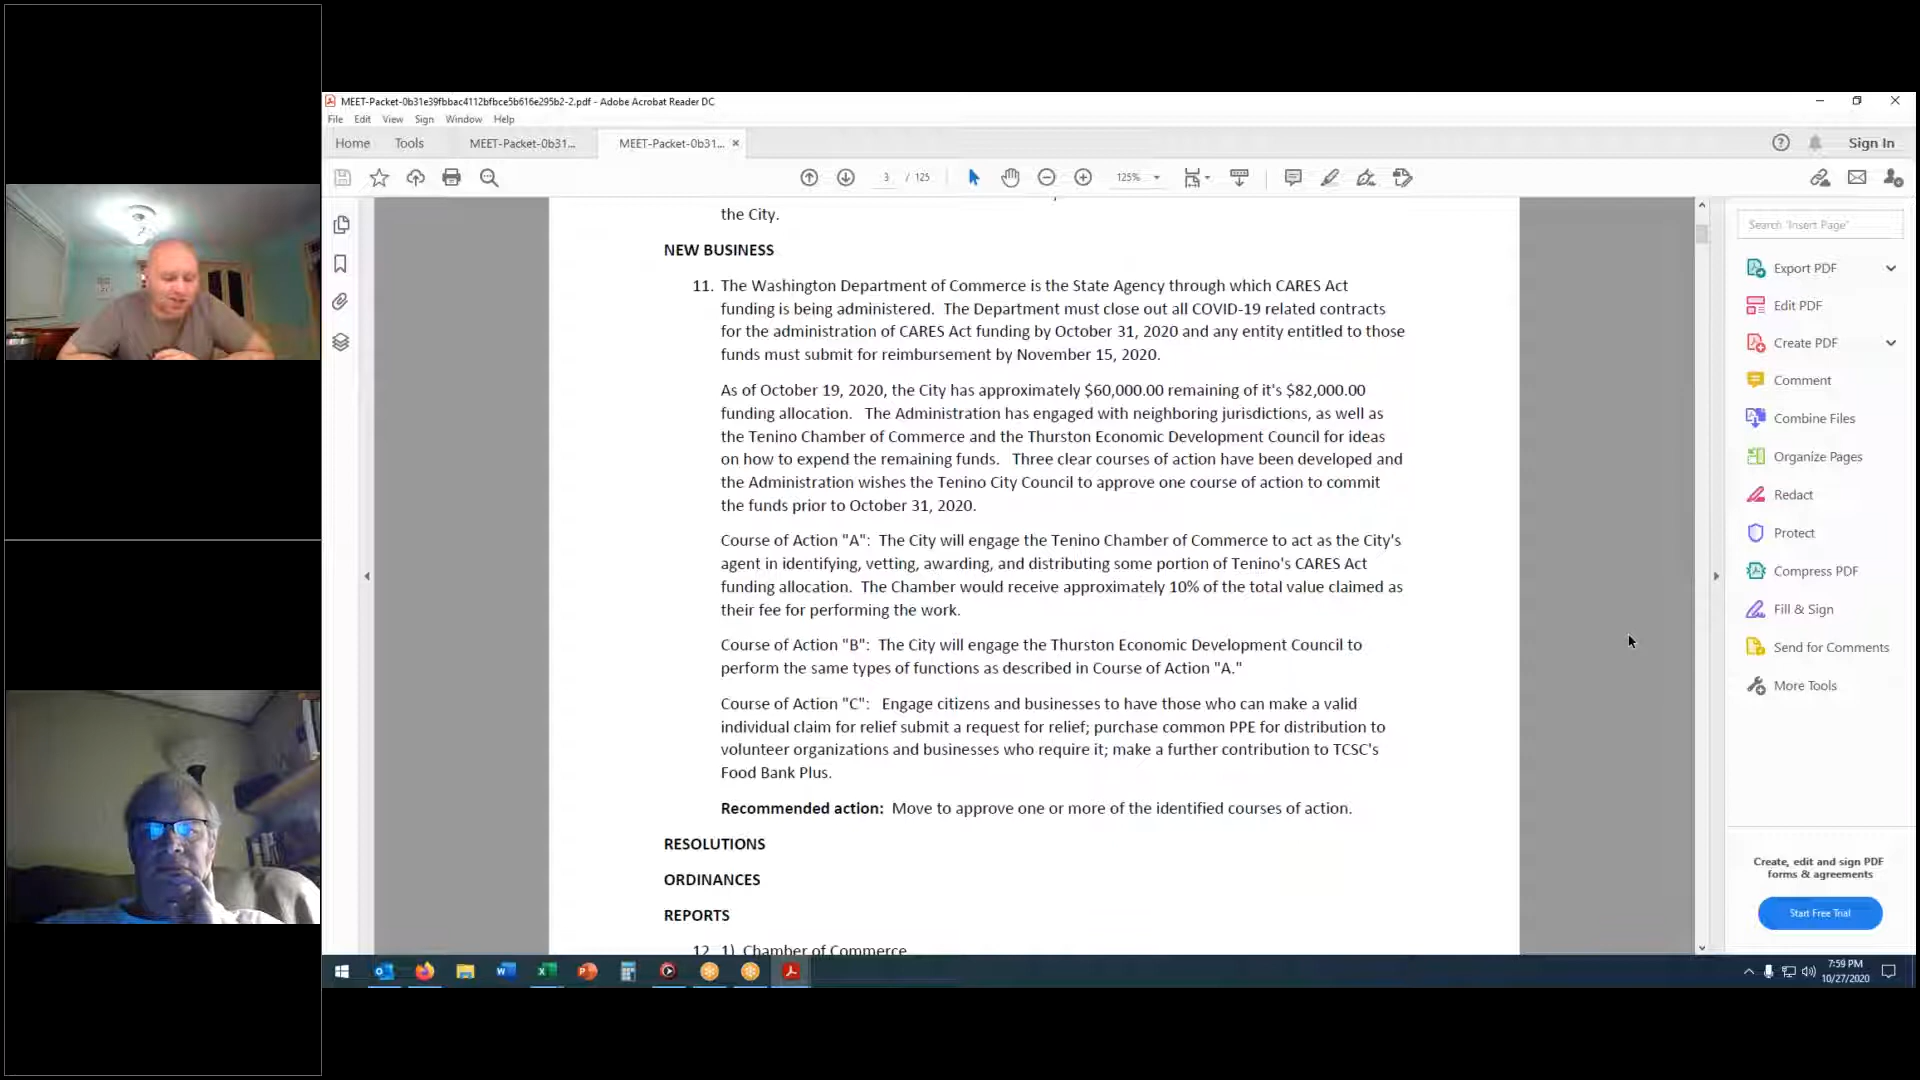 MEET-Packet-0b31e39fbbac4112bfbce5b616e295b2-2.pdf - Adobe Acrobat Reader DC
File Edit View Sign Window Help
Home Tools MEET-Packet-0b31... MEET-Packet-0b31... × Sign In
3 / 125 125%
the City.
NEW BUSINESS
11. The Washington Department of Commerce is the State Agency through which CARES Act
funding is being administered. The Department must close out all COVID-19 related contracts
for the administration of CARES Act funding by October 31, 2020 and any entity entitled to those
funds must submit for reimbursement by November 15, 2020.
As of October 19, 2020, the City has approximately $60,000.00 remaining of it's $82,000.00
funding allocation. The Administration has engaged with neighboring jurisdictions, as well as
the Tenino Chamber of Commerce and the Thurston Economic Development Council for ideas
on how to expend the remaining funds. Three clear courses of action have been developed and
the Administration wishes the Tenino City Council to approve one course of action to commit
the funds prior to October 31, 2020.
Course of Action "A": The City will engage the Tenino Chamber of Commerce to act as the City's
agent in identifying, vetting, awarding, and distributing some portion of Tenino's CARES Act
funding allocation. The Chamber would receive approximately 10% of the total value claimed as
their fee for performing the work.
Course of Action "B": The City will engage the Thurston Economic Development Council to
perform the same types of functions as described in Course of Action "A."
Course of Action "C": Engage citizens and businesses to have those who can make a valid
individual claim for relief submit a request for relief; purchase common PPE for distribution to
volunteer organizations and businesses who require it; make a further contribution to TCSC's
Food Bank Plus.
Recommended action: Move to approve one or more of the identified courses of action.
RESOLUTIONS
ORDINANCES
REPORTS
12. 1) Chamber of Commerce
Search 'Insert Page'
Export PDF
Edit PDF
Create PDF
Comment
Combine Files
Organize Pages
Redact
Protect
Compress PDF
Fill & Sign
Send for Comments
More Tools
Create, edit and sign PDF
forms & agreements
Start Free Trial
7:59 PM
10/27/2020